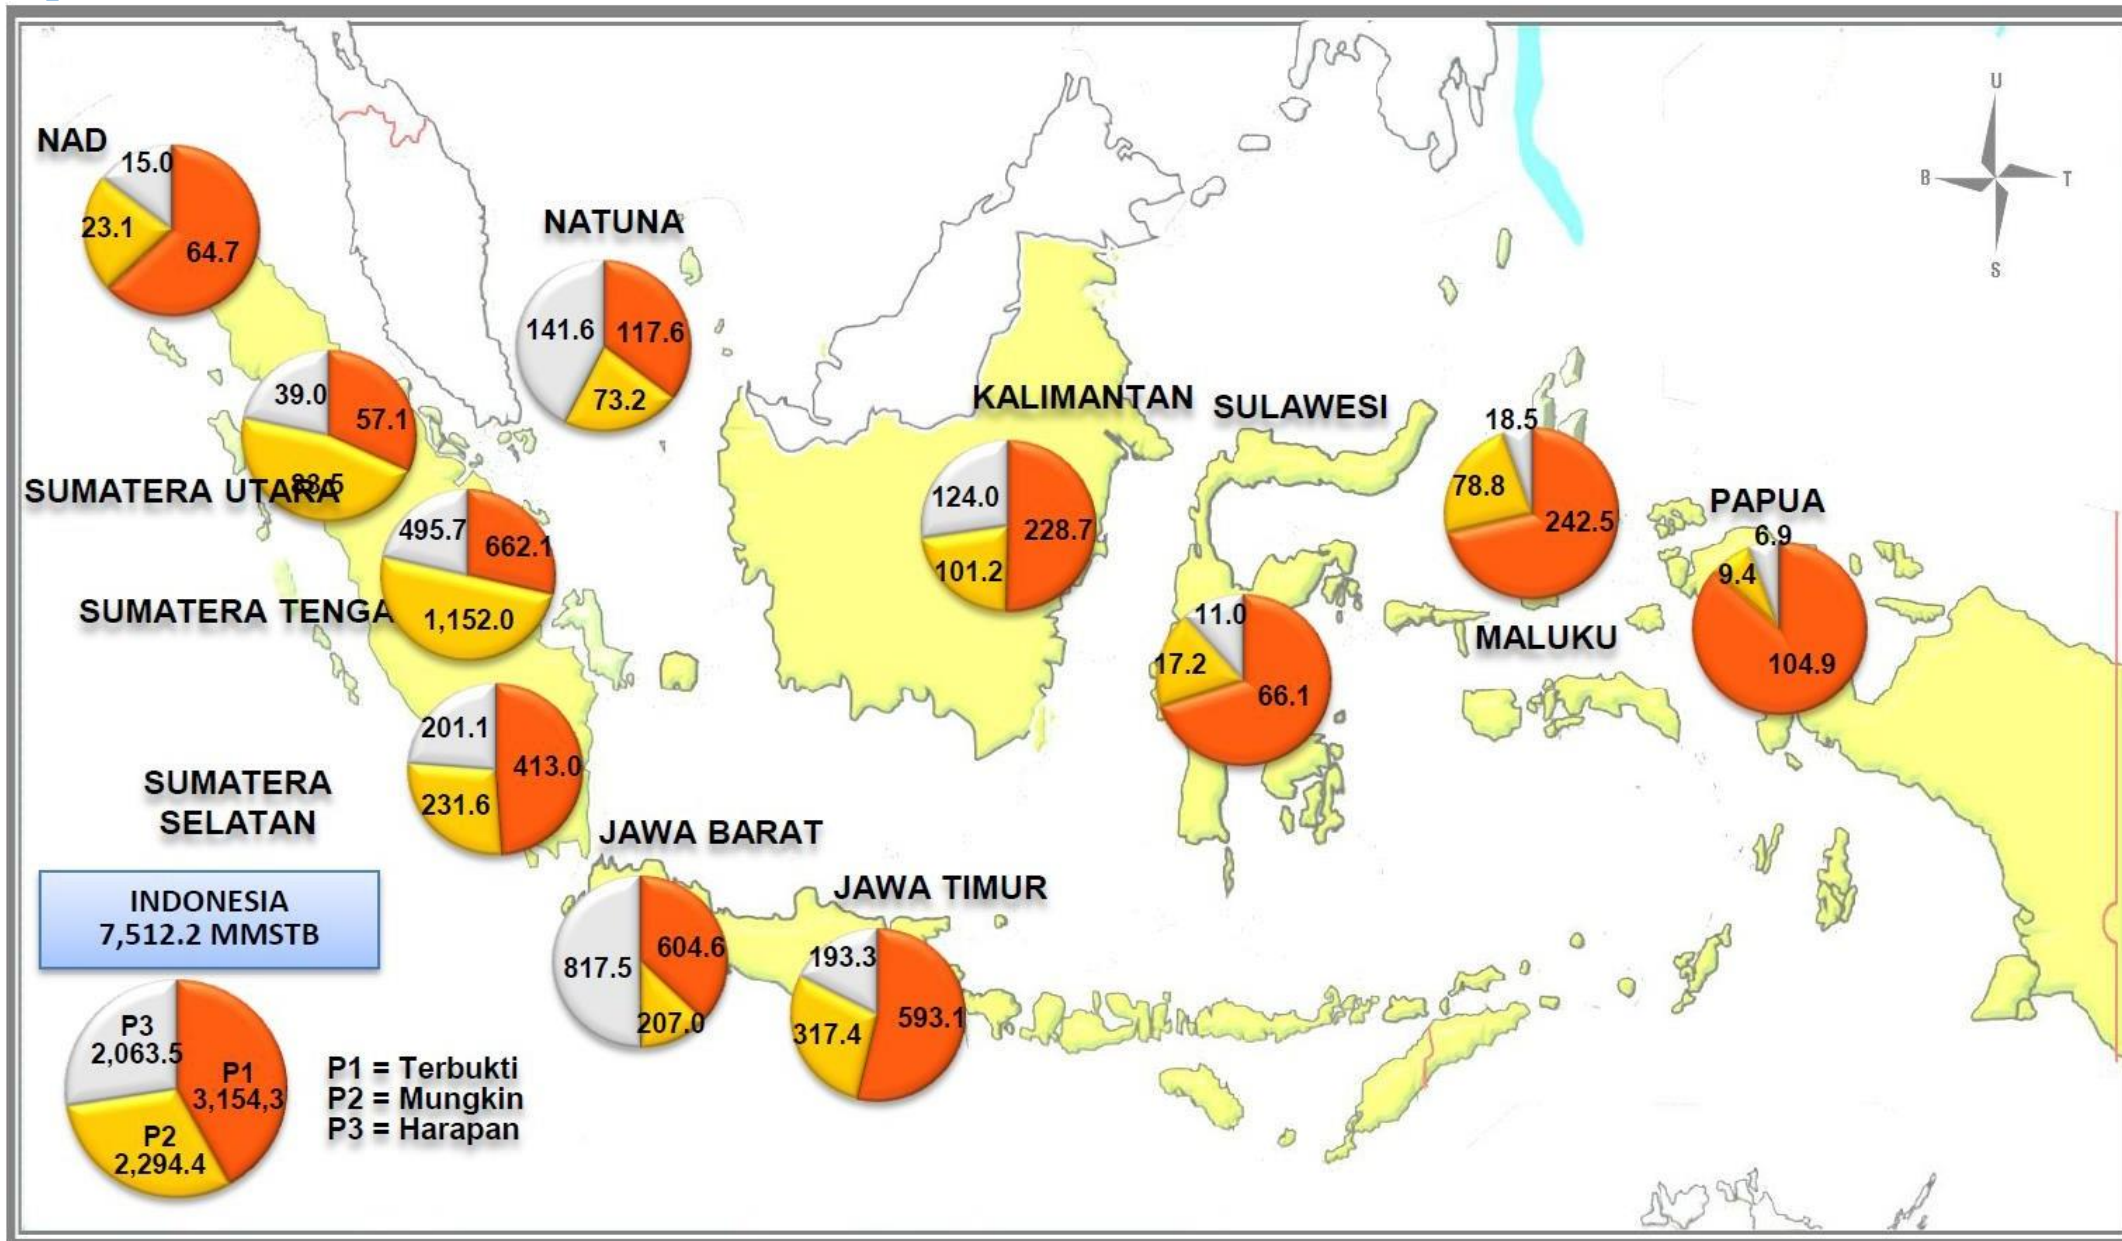 NAD
15.0
23.1
64.7
NATUNA
141.6
117.6
73.2
U
B
T
S
39.0
57.1
83.5
SUMATERA UTARA
495.7
662.1
1,152.0
SUMATERA TENGA
KALIMANTAN
124.0
228.7
101.2
SULAWESI
11.0
17.2
66.1
18.5
78.8
242.5
MALUKU
PAPUA
6.9
9.4
104.9
201.1
413.0
231.6
SUMATERA
SELATAN
JAWA BARAT
817.5
604.6
207.0
JAWA TIMUR
193.3
593.1
317.4
INDONESIA
7,512.2 MMSTB
P3
2,063.5
P1
3,154,3
P2
2,294.4
P1 = Terbukti
P2 = Mungkin
P3 = Harapan